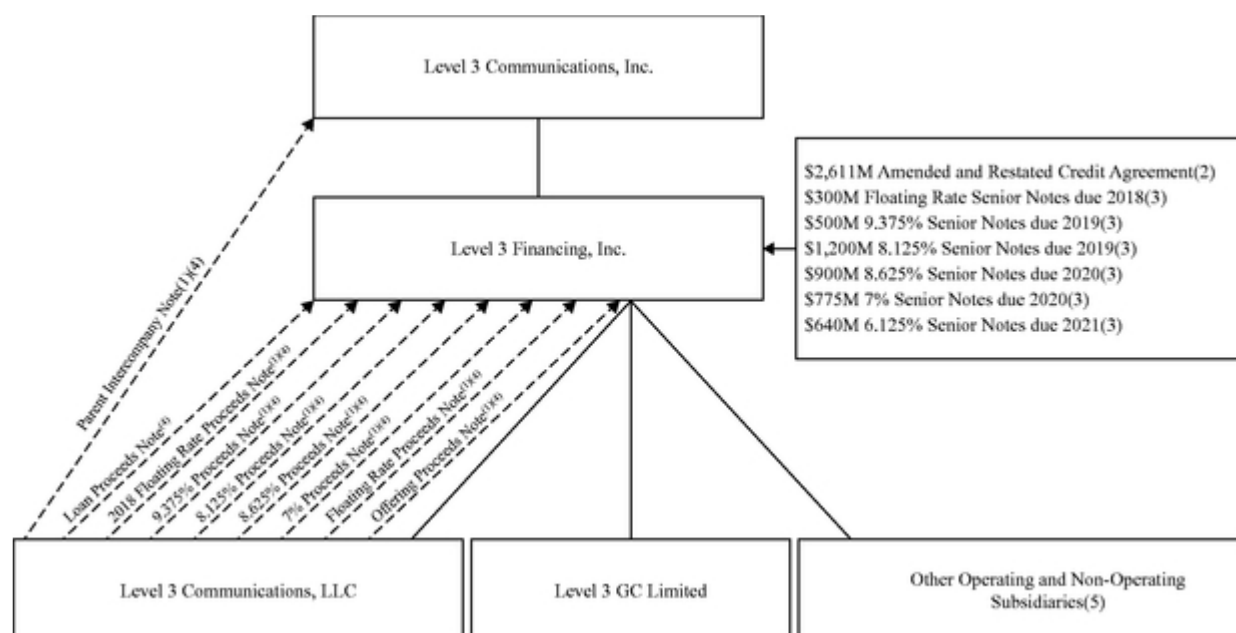 Level 3 Communications, Inc.
$2,611M Amended and Restated Credit Agreement(2)
$300M Floating Rate Senior Notes due 2018(3)
$500M 9.375% Senior Notes due 2019(3)
$1,200M 8.125% Senior Notes due 2019(3)
$900M 8.625% Senior Notes due 2020(3)
$775M 7% Senior Notes due 2020(3)
$640M 6.125% Senior Notes due 2021(3)
Level 3 Financing, Inc.
Parent Intercompany Note(1)(4)
Loan Proceeds Note(4)
2018 Floating Rate Proceeds Note(1)(4)
9.375% Proceeds Note(1)(4)
8.125% Proceeds Note(1)(4)
8.625% Proceeds Note(1)(4)
7% Proceeds Note(1)(4)
Floating Rate Proceeds Note(1)(4)
Offering Proceeds Note(1)(4)
Level 3 Communications, LLC
Level 3 GC Limited
Other Operating and Non-Operating
Subsidiaries(5)